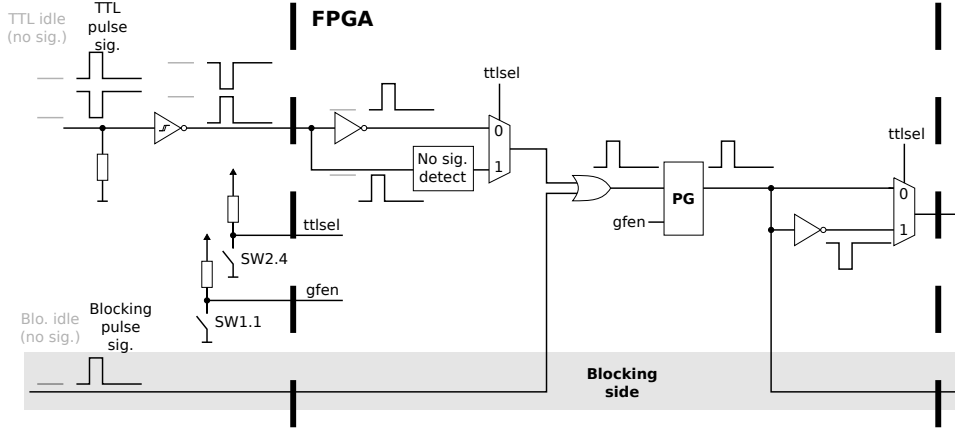 TTL idle
(no sig.)
TTL
pulse
sig.
FPGA
ttlsel
0
1
No sig.
detect
ttlsel
SW2.4
gfen
SW1.1
PG
gfen
ttlsel
0
1
Blo. idle
(no sig.)
Blocking
pulse
sig.
Blocking
side